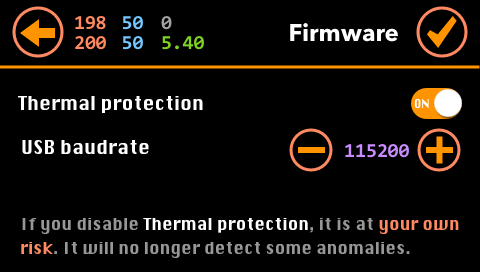 198 50 0
200 50 5.40
Firmware
Thermal protection
ON
USB baudrate
115200
If you disable Thermal protection, it is at your own
risk. It will no longer detect some anomalies.